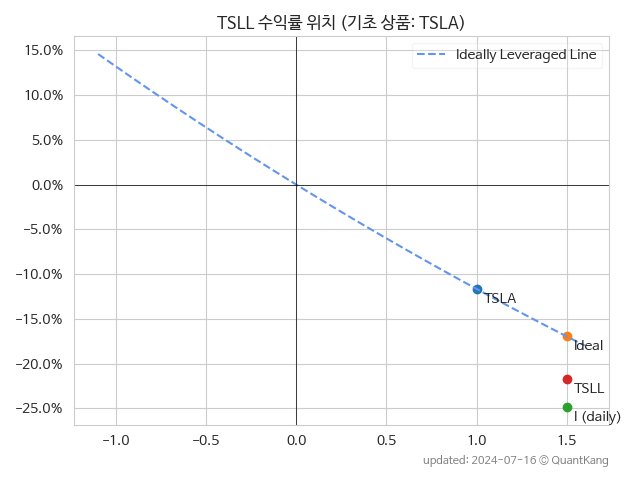 TSLL 수익률 위치 (기초 상품: TSLA)
Ideally Leveraged Line
15.0%
10.0%
5.0%
0.0%
−5.0%
−10.0%
−15.0%
−20.0%
−25.0%
TSLA
Ideal
TSLL
I (daily)
−1.0 −0.5 0.0 0.5 1.0 1.5
updated: 2024-07-16 © QuantKang